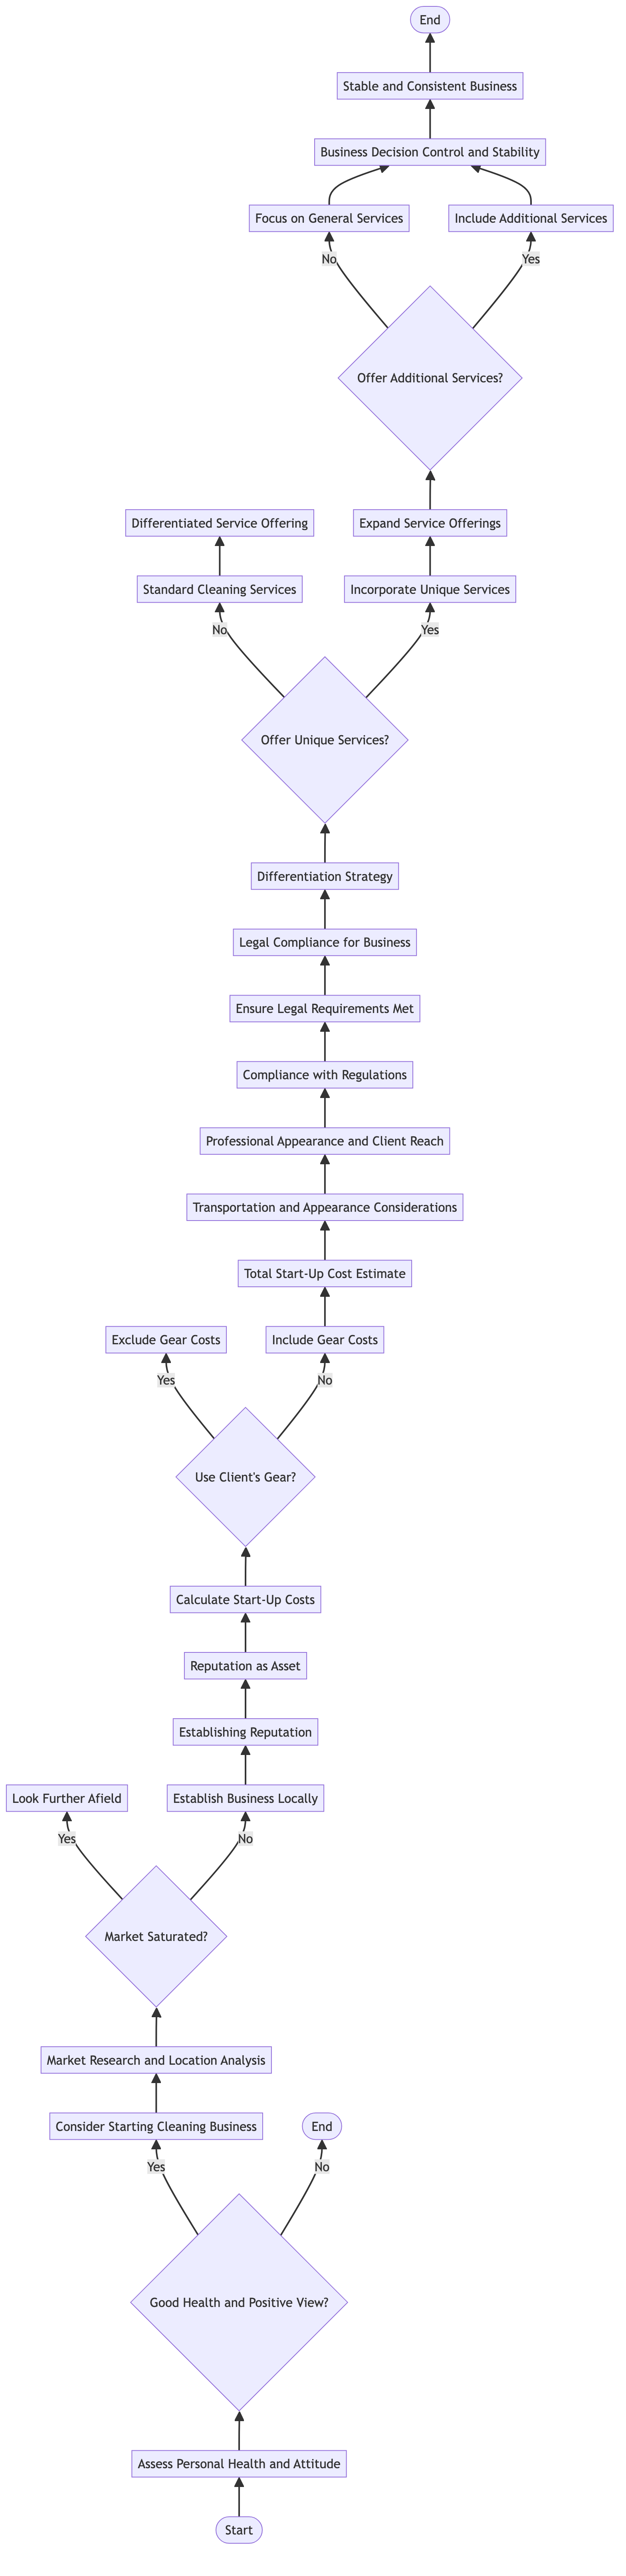 End
Stable and Consistent Business
Business Decision Control and Stability
Focus on General Services
Include Additional Services
No
Yes
Offer Additional Services?
Differentiated Service Offering
Expand Service Offerings
Standard Cleaning Services
Incorporate Unique Services
No
Yes
Offer Unique Services?
Differentiation Strategy
Legal Compliance for Business
Ensure Legal Requirements Met
Compliance with Regulations
Professional Appearance and Client Reach
Transportation and Appearance Considerations
Total Start-Up Cost Estimate
Exclude Gear Costs
Include Gear Costs
Yes
No
Use Client's Gear?
Calculate Start-Up Costs
Reputation as Asset
Establishing Reputation
Look Further Afield
Establish Business Locally
Yes
No
Market Saturated?
Market Research and Location Analysis
Consider Starting Cleaning Business
End
Yes
No
Good Health and Positive View?
Assess Personal Health and Attitude
Start